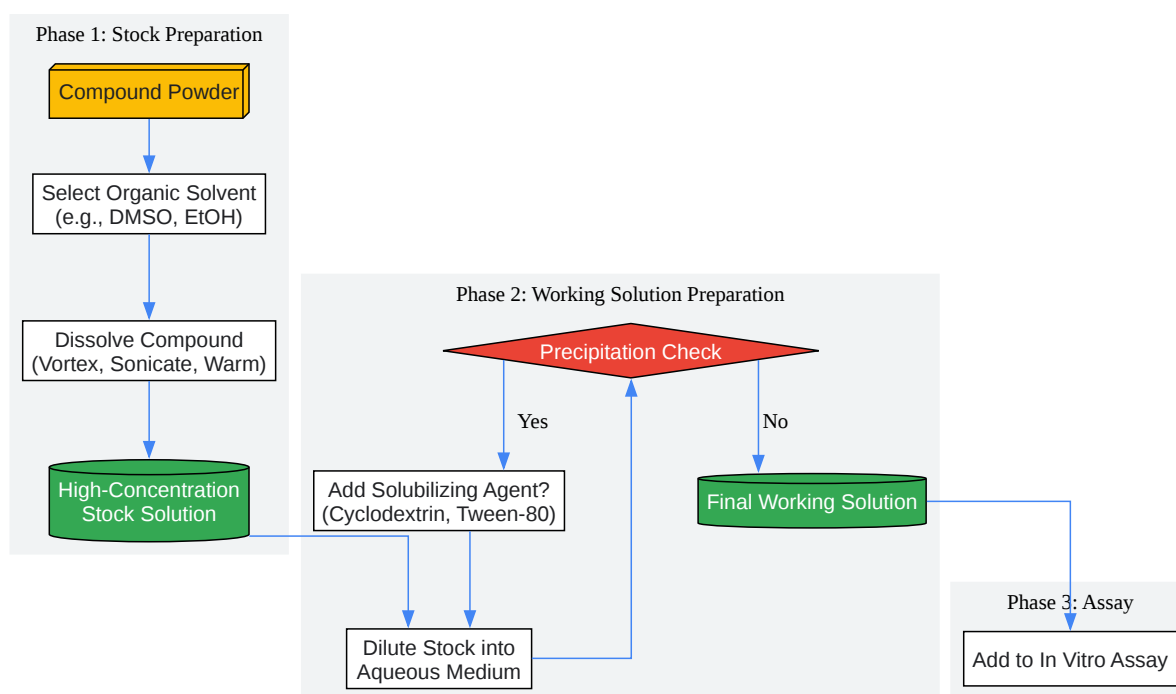 Phase 1: Stock Preparation
Compound Powder
Select Organic Solvent
(e.g., DMSO, EtOH)
Dissolve Compound
(Vortex, Sonicate, Warm)
High-Concentration
Stock Solution
Phase 2: Working Solution Preparation
Precipitation Check
Yes
No
Add Solubilizing Agent?
(Cyclodextrin, Tween-80)
Final Working Solution
Dilute Stock into
Aqueous Medium
Phase 3: Assay
Add to In Vitro Assay